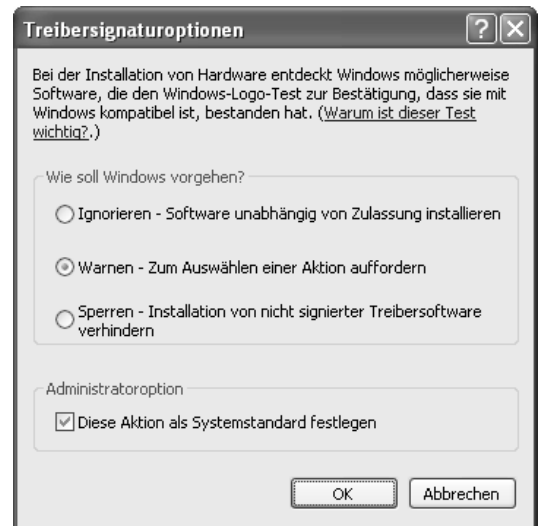 Treibersignaturoptionen
Bei der Installation von Hardware entdeckt Windows möglicherweise
Software, die den Windows-Logo-Test zur Bestätigung, dass sie mit
Windows kompatibel ist, bestanden hat. (Warum ist dieser Test
wichtig?.)
Wie soll Windows vorgehen?
Ignorieren - Software unabhängig von Zulassung installieren
Warnen - Zum Auswählen einer Aktion auffordern
Sperren - Installation von nicht signierter Treibersoftware
verhindern
Administratoroption
Diese Aktion als Systemstandard festlegen
OK Abbrechen